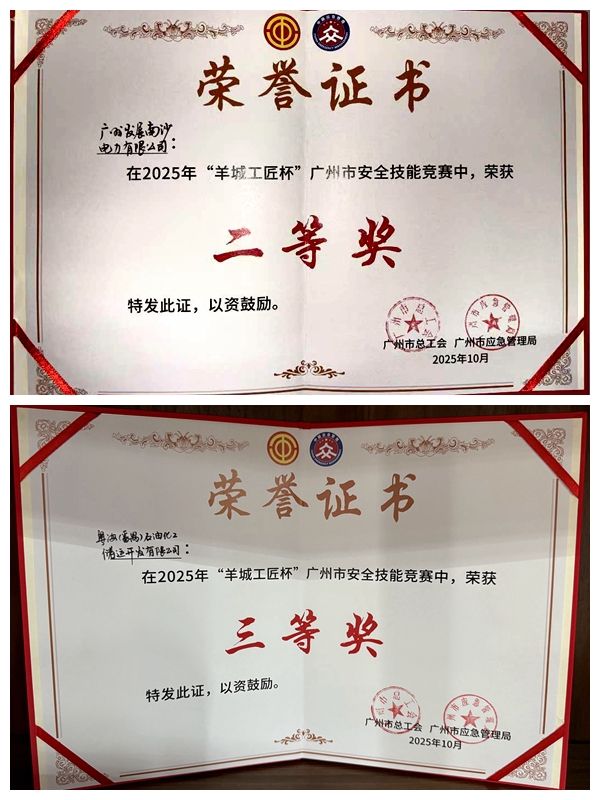 荣誉证书
广州发展南沙
电力有限公司：
在2025年“羊城工匠杯”广州市安全技能竞赛中，荣获
二等奖
特发此证，以资鼓励。
广州市总工会 广州市应急管理局
2025年10月
荣誉证书
粤海(番禺)石油化工
储运开发有限公司：
在2025年“羊城工匠杯”广州市安全技能竞赛中，荣获
三等奖
特发此证，以资鼓励。
广州市总工会 广州市应急管理局
2025年10月